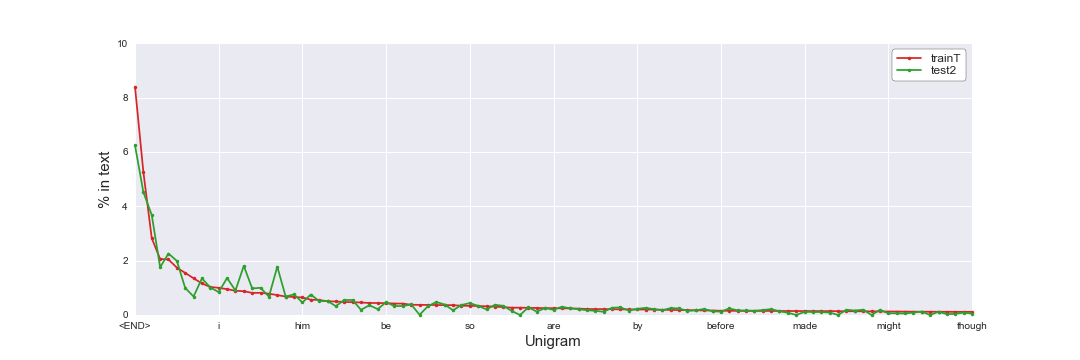 10
8
6
4
2
0
% in text
trainT
test2
<END> i him be so are by before made might though
Unigram